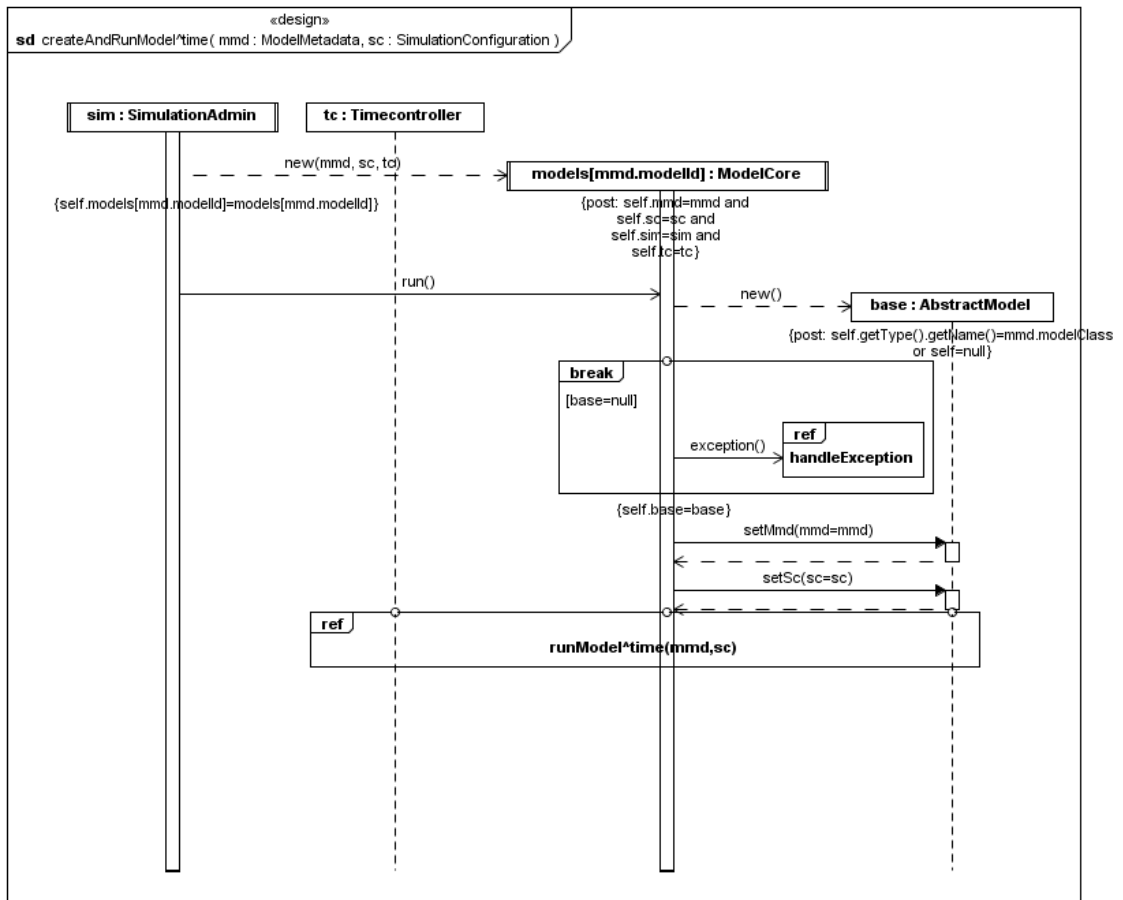 «design»
sd createAndRunModel^time( mmd : ModelMetadata, sc : SimulationConfiguration )
sim : SimulationAdmin
tc : Timecontroller
new(mmd, sc, tc)
models[mmd.modelId] : ModelCore
{self.models[mmd.modelId]=models[mmd.modelId]}
{post: self.mmd=mmd and
self.sc=sc and
self.sim=sim and
self.tc=tc}
run()
new()
base : AbstractModel
{post: self.getType().getName()=mmd.modelClass
or self=null}
break
[base=null]
ref
exception()
handleException
{self.base=base}
setMmd(mmd=mmd)
setSc(sc=sc)
ref
runModel^time(mmd,sc)